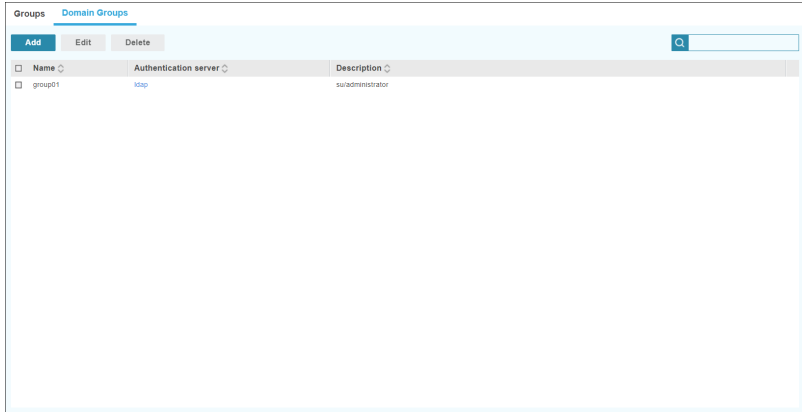 Groups Domain Groups
Add Edit Delete
Name Authentication server Description
group01 ldap su/administrator